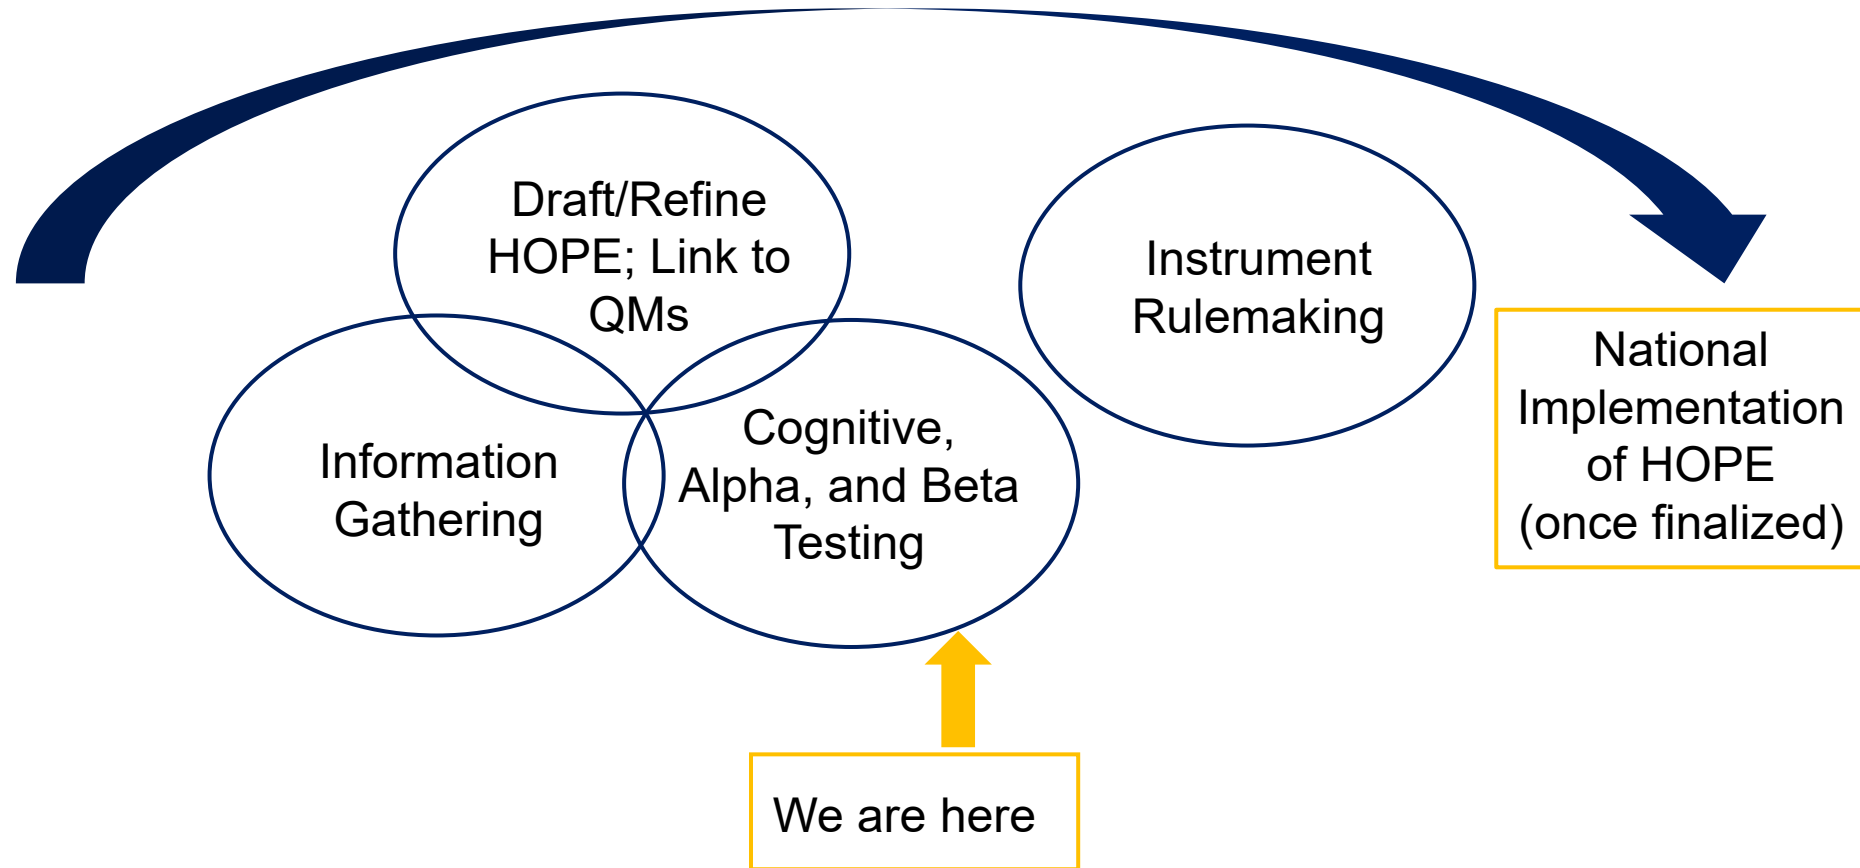 Draft/Refine
HOPE; Link to
QMs
Information
Gathering
Cognitive,
Alpha, and Beta
Testing
Instrument
Rulemaking
National
Implementation
of HOPE
(once finalized)
We are here